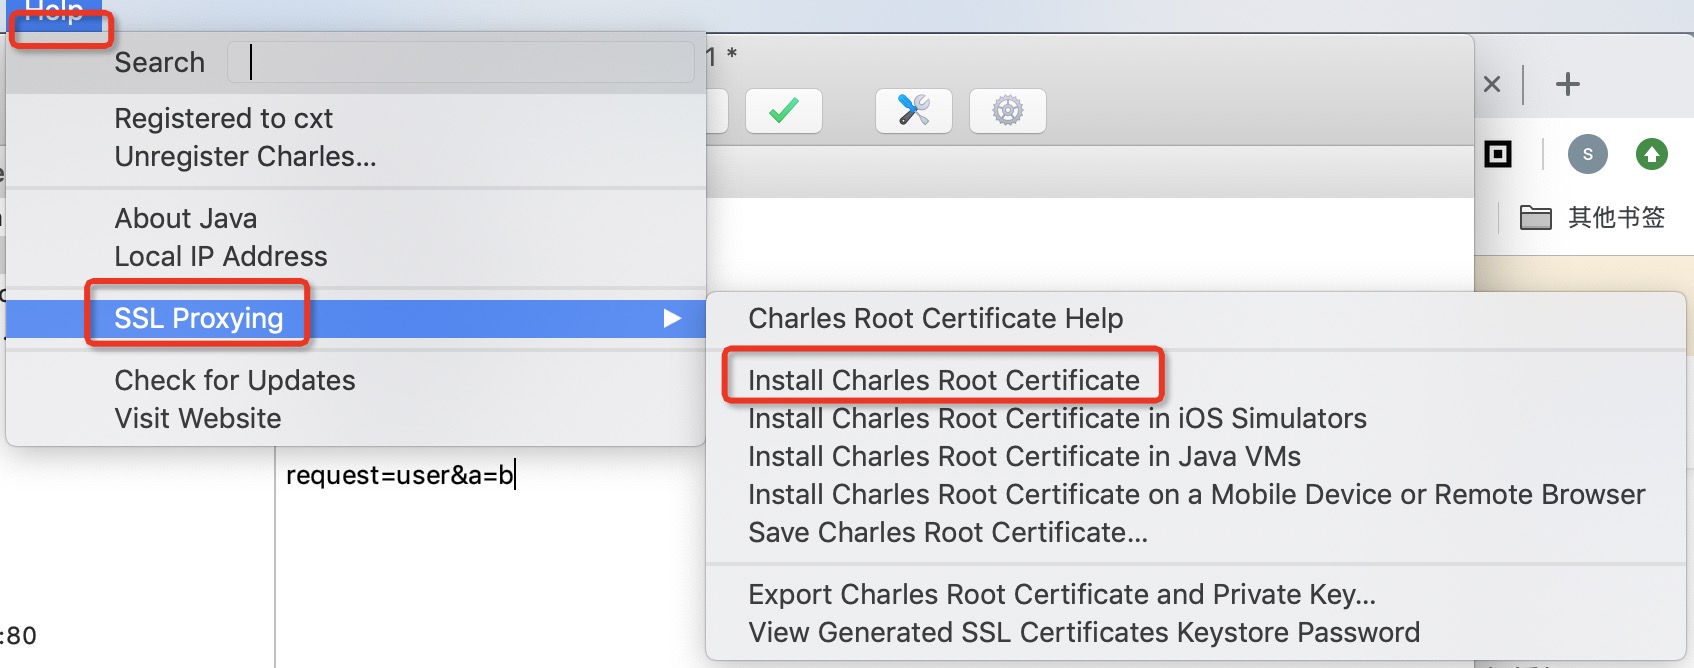 Help
Search
1 *
Registered to cxt
Unregister Charles...
S
About Java
Local IP Address
其他书签
SSL Proxying
Charles Root Certificate Help
Check for Updates
Visit Website
Install Charles Root Certificate
Install Charles Root Certificate in iOS Simulators
Install Charles Root Certificate in Java VMs
Install Charles Root Certificate on a Mobile Device or Remote Browser
Save Charles Root Certificate...
Export Charles Root Certificate and Private Key...
View Generated SSL Certificates Keystore Password
request=user&a=b
:80